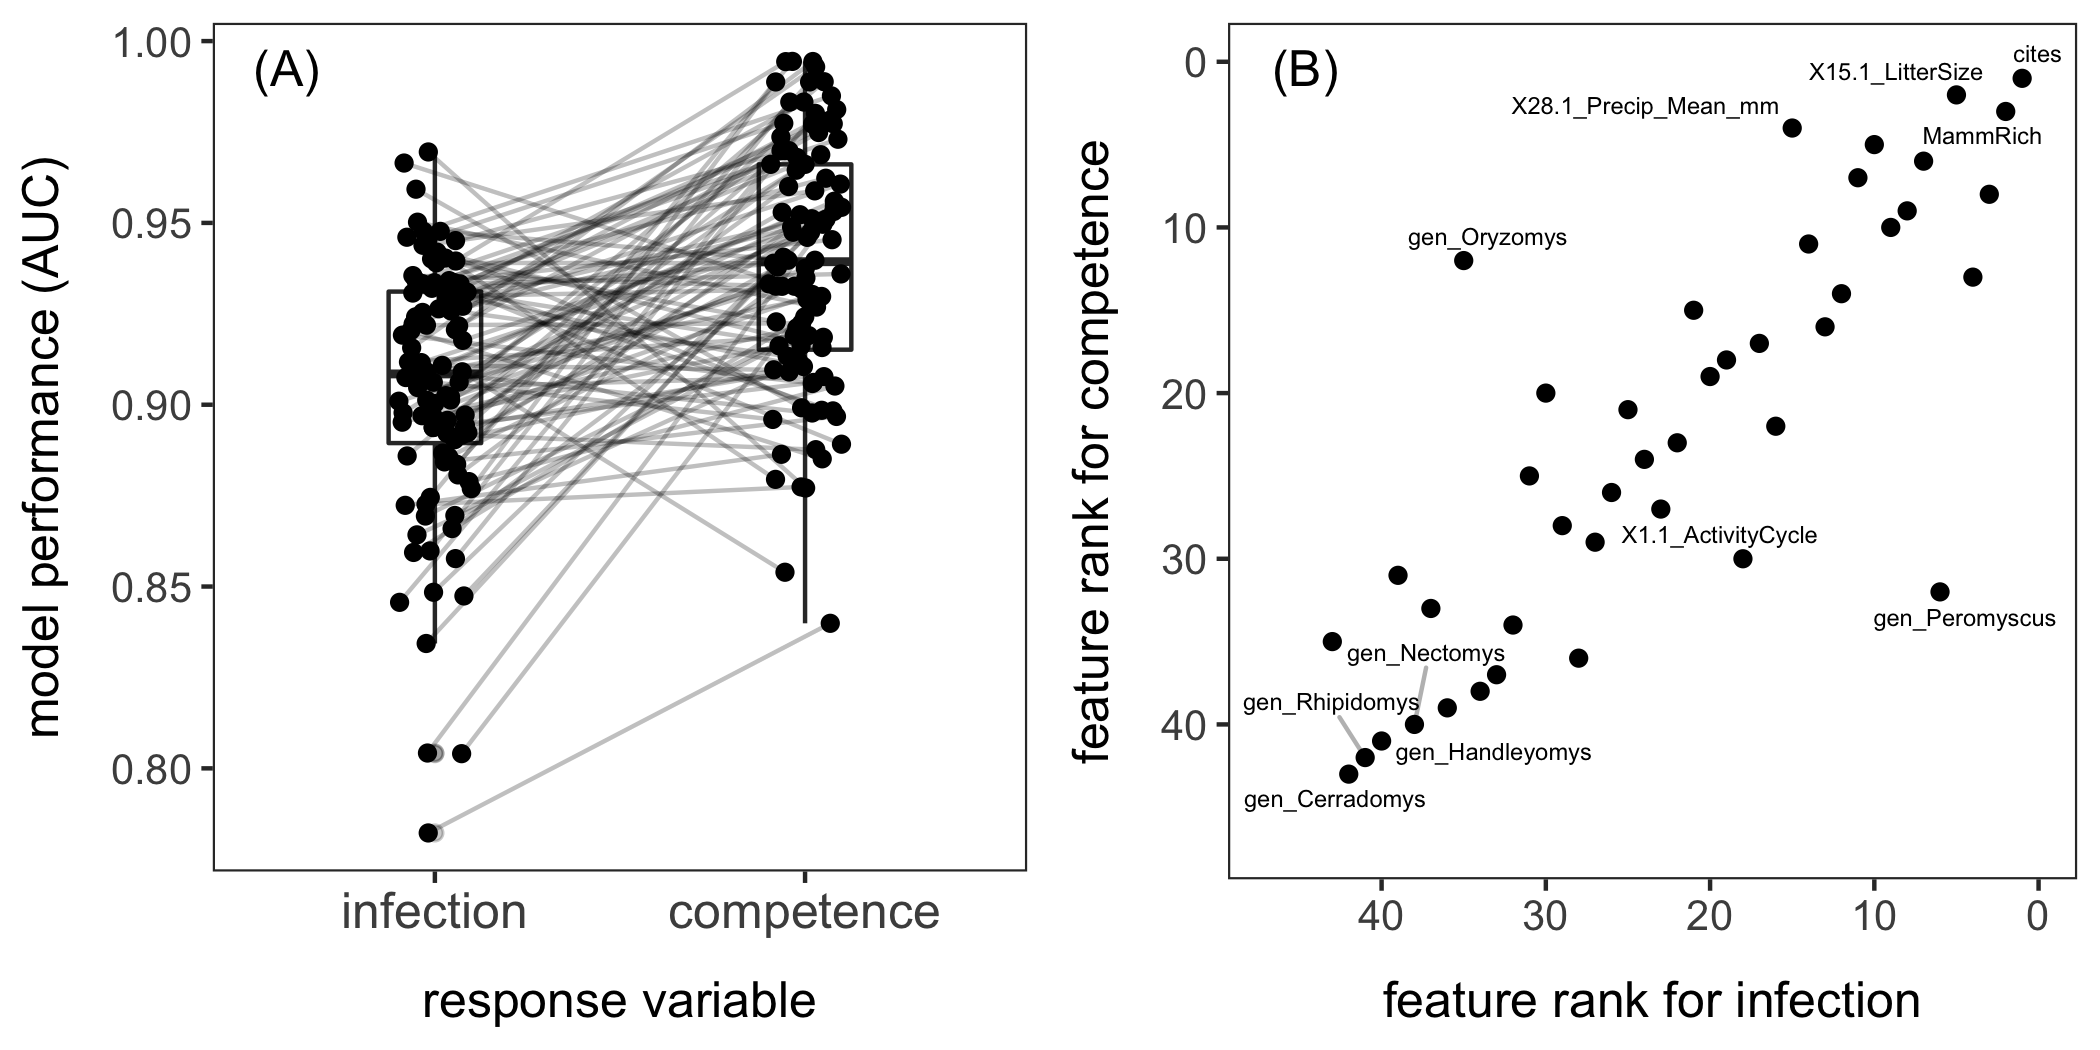 (A)
1.00
0.95
0.90
0.85
0.80
model performance (AUC)
infection
competence
response variable
(B)
0
10
20
30
40
feature rank for competence
cites
X15.1_LitterSize
X28.1_Precip_Mean_mm
MammRich
gen_Oryzomys
X1.1_ActivityCycle
gen_Peromyscus
gen_Nectomys
gen_Rhipidomys
gen_Handleyomys
gen_Cerradomys
40
30
20
10
0
feature rank for infection